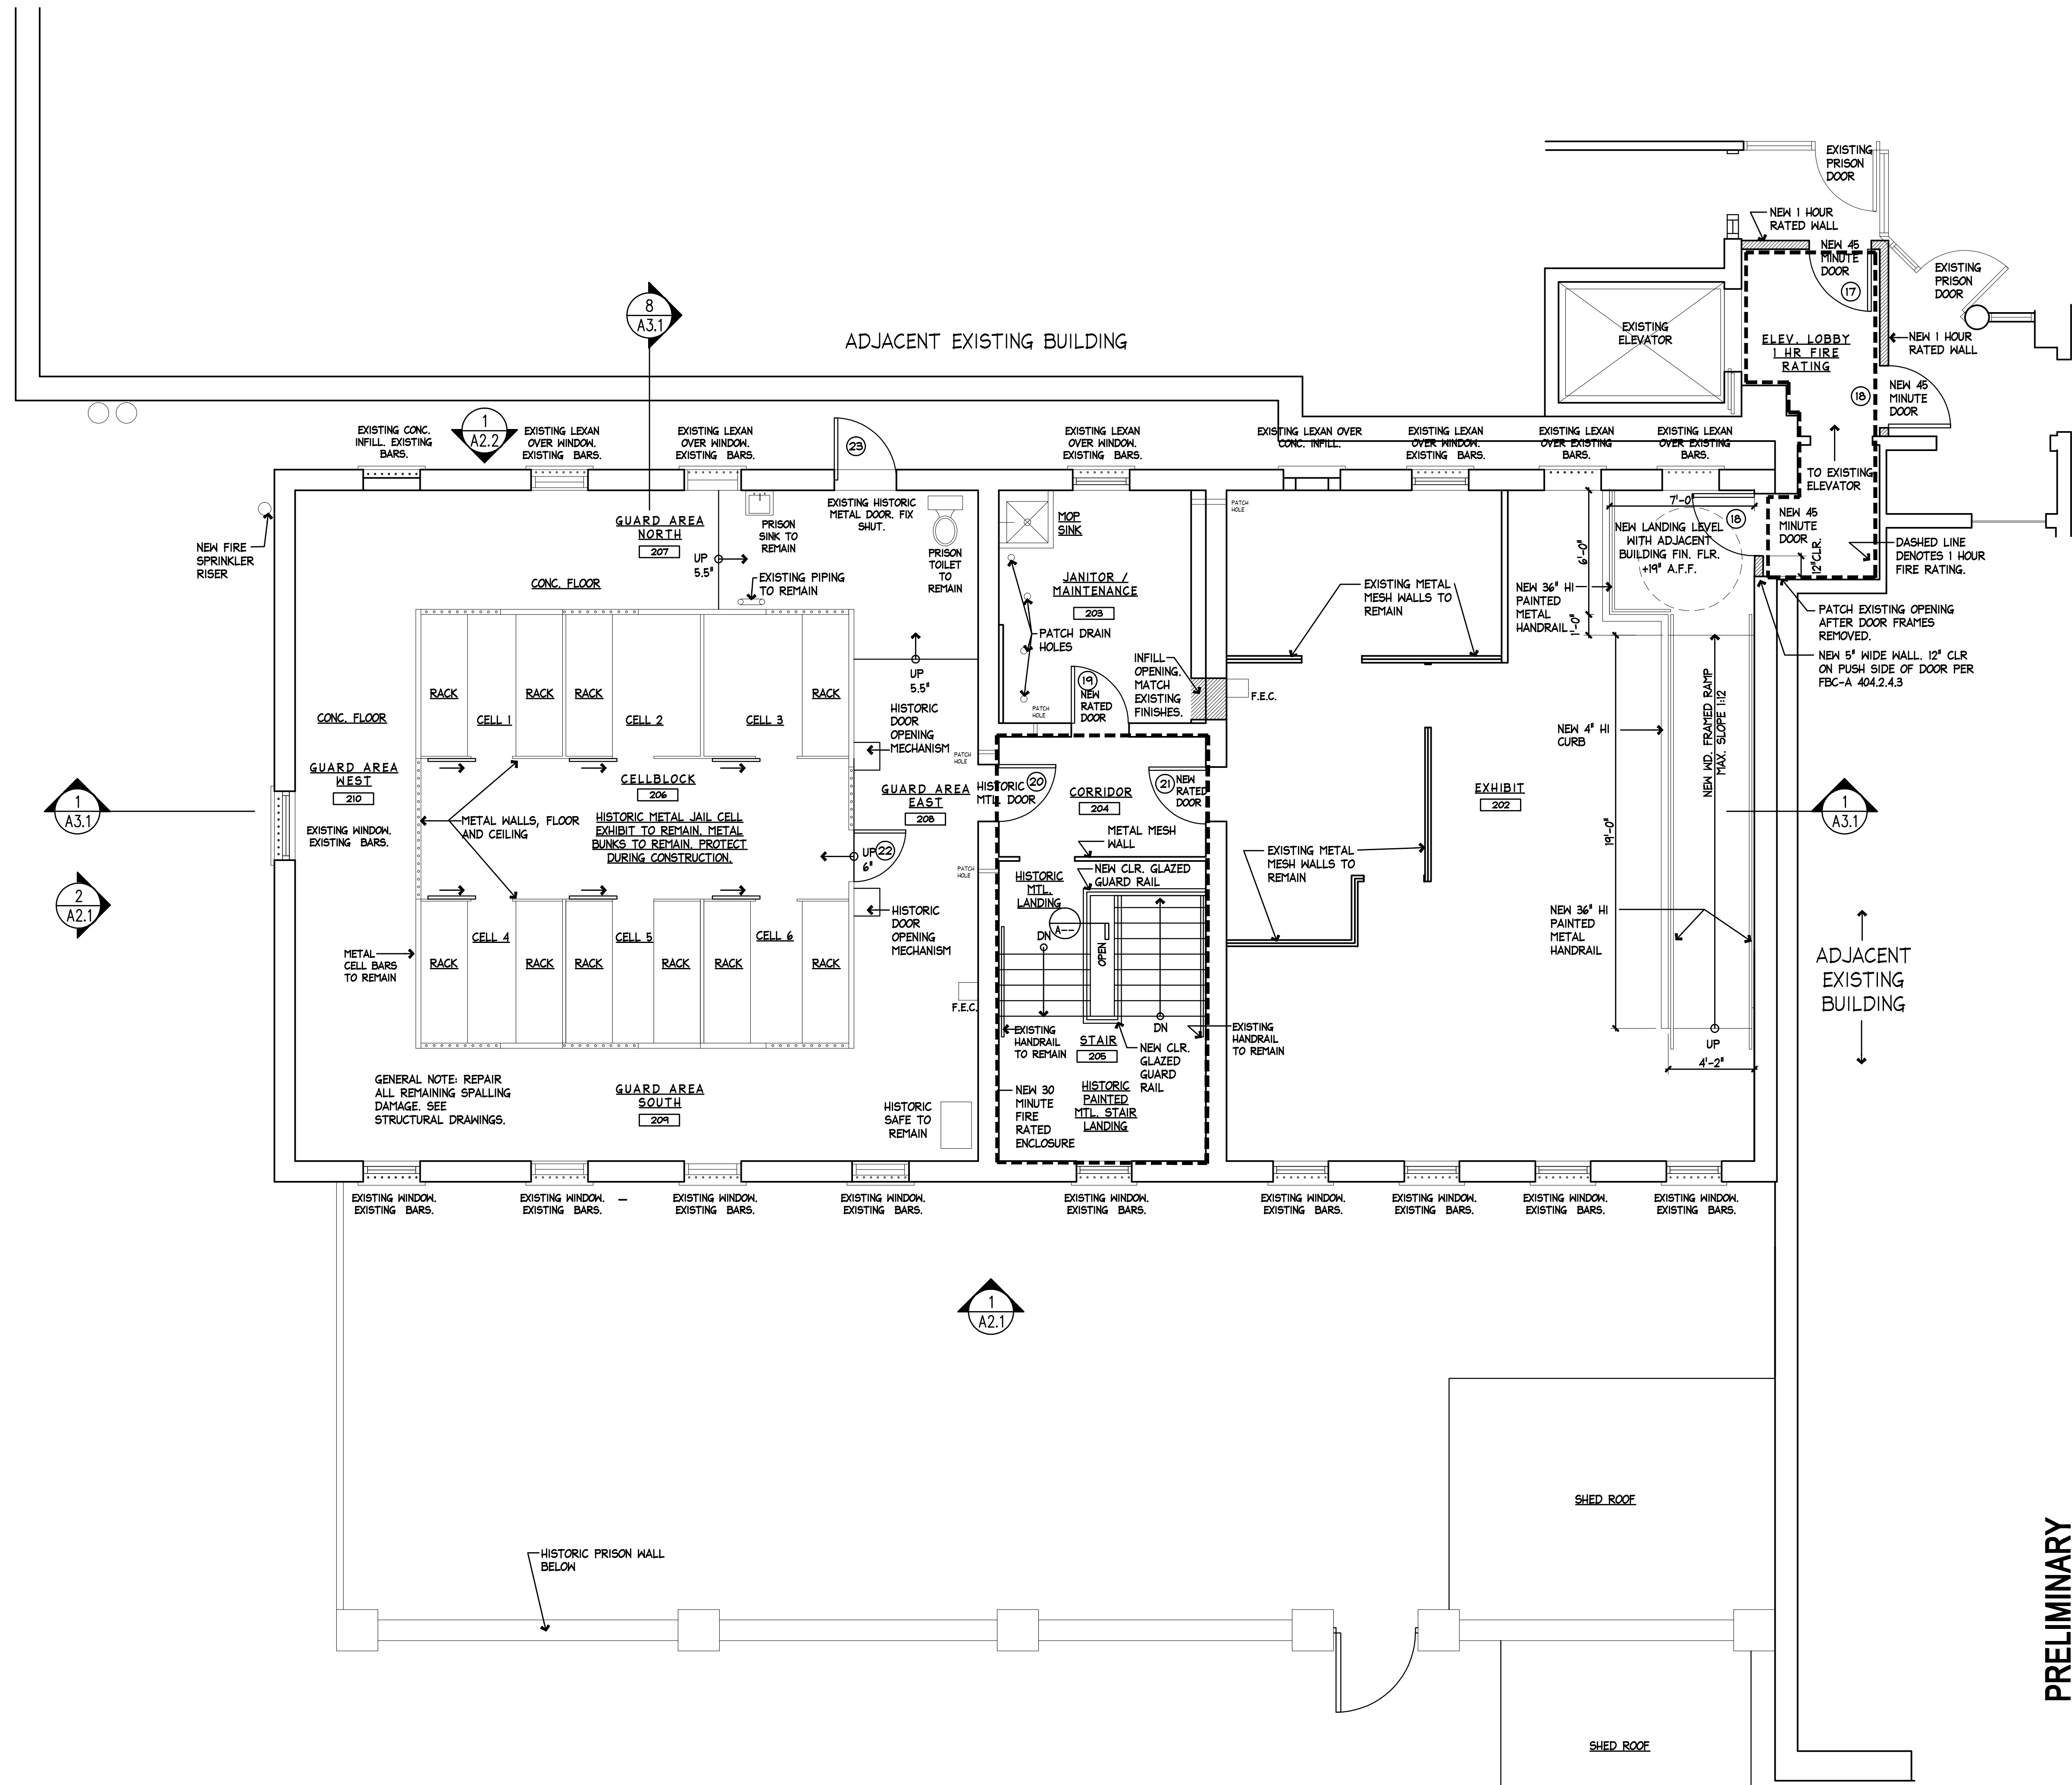 EXISTING
PRISON
DOOR
NEW 1 HOUR
RATED WALL
NEW 45
MINUTE
DOOR
17
EXISTING
PRISON
DOOR
8
A3.1
ADJACENT EXISTING BUILDING
EXISTING
ELEVATOR
ELEV. LOBBY
1 HR FIRE
RATING
NEW 1 HOUR
RATED WALL
18
NEW 45
MINUTE
DOOR
EXISTING CONC.
INFILL. EXISTING
BARS.
1
A2.2
EXISTING LEXAN
OVER WINDOW.
EXISTING BARS.
EXISTING LEXAN
OVER WINDOW.
EXISTING BARS.
23
EXISTING LEXAN
OVER WINDOW.
EXISTING BARS.
EXISTING LEXAN OVER
CONC. INFILL.
EXISTING LEXAN
OVER WINDOW.
EXISTING BARS.
EXISTING LEXAN
OVER EXISTING
BARS.
EXISTING LEXAN
OVER EXISTING
BARS.
TO EXISTING
ELEVATOR
NEW FIRE
SPRINKLER
RISER
GUARD AREA
NORTH
207
UP
5.5"
CONC. FLOOR
PRISON
SINK TO
REMAIN
EXISTING PIPING
TO REMAIN
EXISTING HISTORIC
METAL DOOR. FIX
SHUT.
PRISON
TOILET
TO
REMAIN
MOP
SINK
JANITOR /
MAINTENANCE
203
PATCH DRAIN
HOLES
PATCH
HOLE
PATCH
HOLE
INFILL
OPENING.
MATCH
EXISTING
FINISHES.
19
NEW
RATED
DOOR
F.E.C.
EXISTING METAL
MESH WALLS TO
REMAIN
7'-0"
NEW LANDING LEVEL
WITH ADJACENT
BUILDING FIN. FLR.
+19" A.F.F.
18
NEW 45
MINUTE
DOOR
12"CLR.
6'-0"
1'-0"
NEW 36" HI
PAINTED
METAL
HANDRAIL
DASHED LINE
DENOTES 1 HOUR
FIRE RATING.
PATCH EXISTING OPENING
AFTER DOOR FRAMES
REMOVED.
NEW 5" WIDE WALL. 12" CLR
ON PUSH SIDE OF DOOR PER
FBC-A 404.2.4.3
UP
5.5"
HISTORIC
DOOR
OPENING
MECHANISM
RACK
RACK
RACK
RACK
CELL 1
CELL 2
CELL 3
CONC. FLOOR
GUARD AREA
WEST
210
EXISTING WINDOW.
EXISTING BARS.
1
A3.1
2
A2.1
METAL WALLS, FLOOR
AND CEILING
CELLBLOCK
206
HISTORIC METAL JAIL CELL
EXHIBIT TO REMAIN. METAL
BUNKS TO REMAIN. PROTECT
DURING CONSTRUCTION.
UP
6"
22
GUARD AREA
EAST
208
PATCH
HOLE
HISTORIC
MTL DOOR
20
CORRIDOR
204
21
NEW
RATED
DOOR
METAL MESH
WALL
NEW CLR. GLAZED
GUARD RAIL
PATCH
HOLE
HISTORIC
MTL.
LANDING
A--
DN
OPEN
EXISTING METAL
MESH WALLS TO
REMAIN
EXHIBIT
202
NEW 4" HI
CURB
NEW WD. FRAMED RAMP
MAX. SLOPE 1:12
19'-0"
1
A3.1
NEW 36" HI
PAINTED
METAL
HANDRAIL
ADJACENT
EXISTING
BUILDING
HISTORIC
DOOR
OPENING
MECHANISM
CELL 4
CELL 5
CELL 6
RACK
RACK
RACK
RACK
RACK
RACK
METAL
CELL BARS
TO REMAIN
F.E.C.
EXISTING
HANDRAIL
TO REMAIN
STAIR
205
DN
EXISTING
HANDRAIL
TO REMAIN
NEW CLR.
GLAZED
GUARD
RAIL
UP
4'-2"
GENERAL NOTE: REPAIR
ALL REMAINING SPALLING
DAMAGE. SEE
STRUCTURAL DRAWINGS.
GUARD AREA
SOUTH
209
HISTORIC
SAFE TO
REMAIN
NEW 30
MINUTE
FIRE
RATED
ENCLOSURE
HISTORIC
PAINTED
MTL. STAIR
LANDING
EXISTING WINDOW.
EXISTING BARS.
EXISTING WINDOW.
EXISTING BARS.
EXISTING WINDOW.
EXISTING BARS.
EXISTING WINDOW.
EXISTING BARS.
EXISTING WINDOW.
EXISTING BARS.
EXISTING WINDOW.
EXISTING BARS.
EXISTING WINDOW.
EXISTING BARS.
EXISTING WINDOW.
EXISTING BARS.
EXISTING WINDOW.
EXISTING BARS.
1
A2.1
SHED ROOF
HISTORIC PRISON WALL
BELOW
SHED ROOF
PRELIMINARY